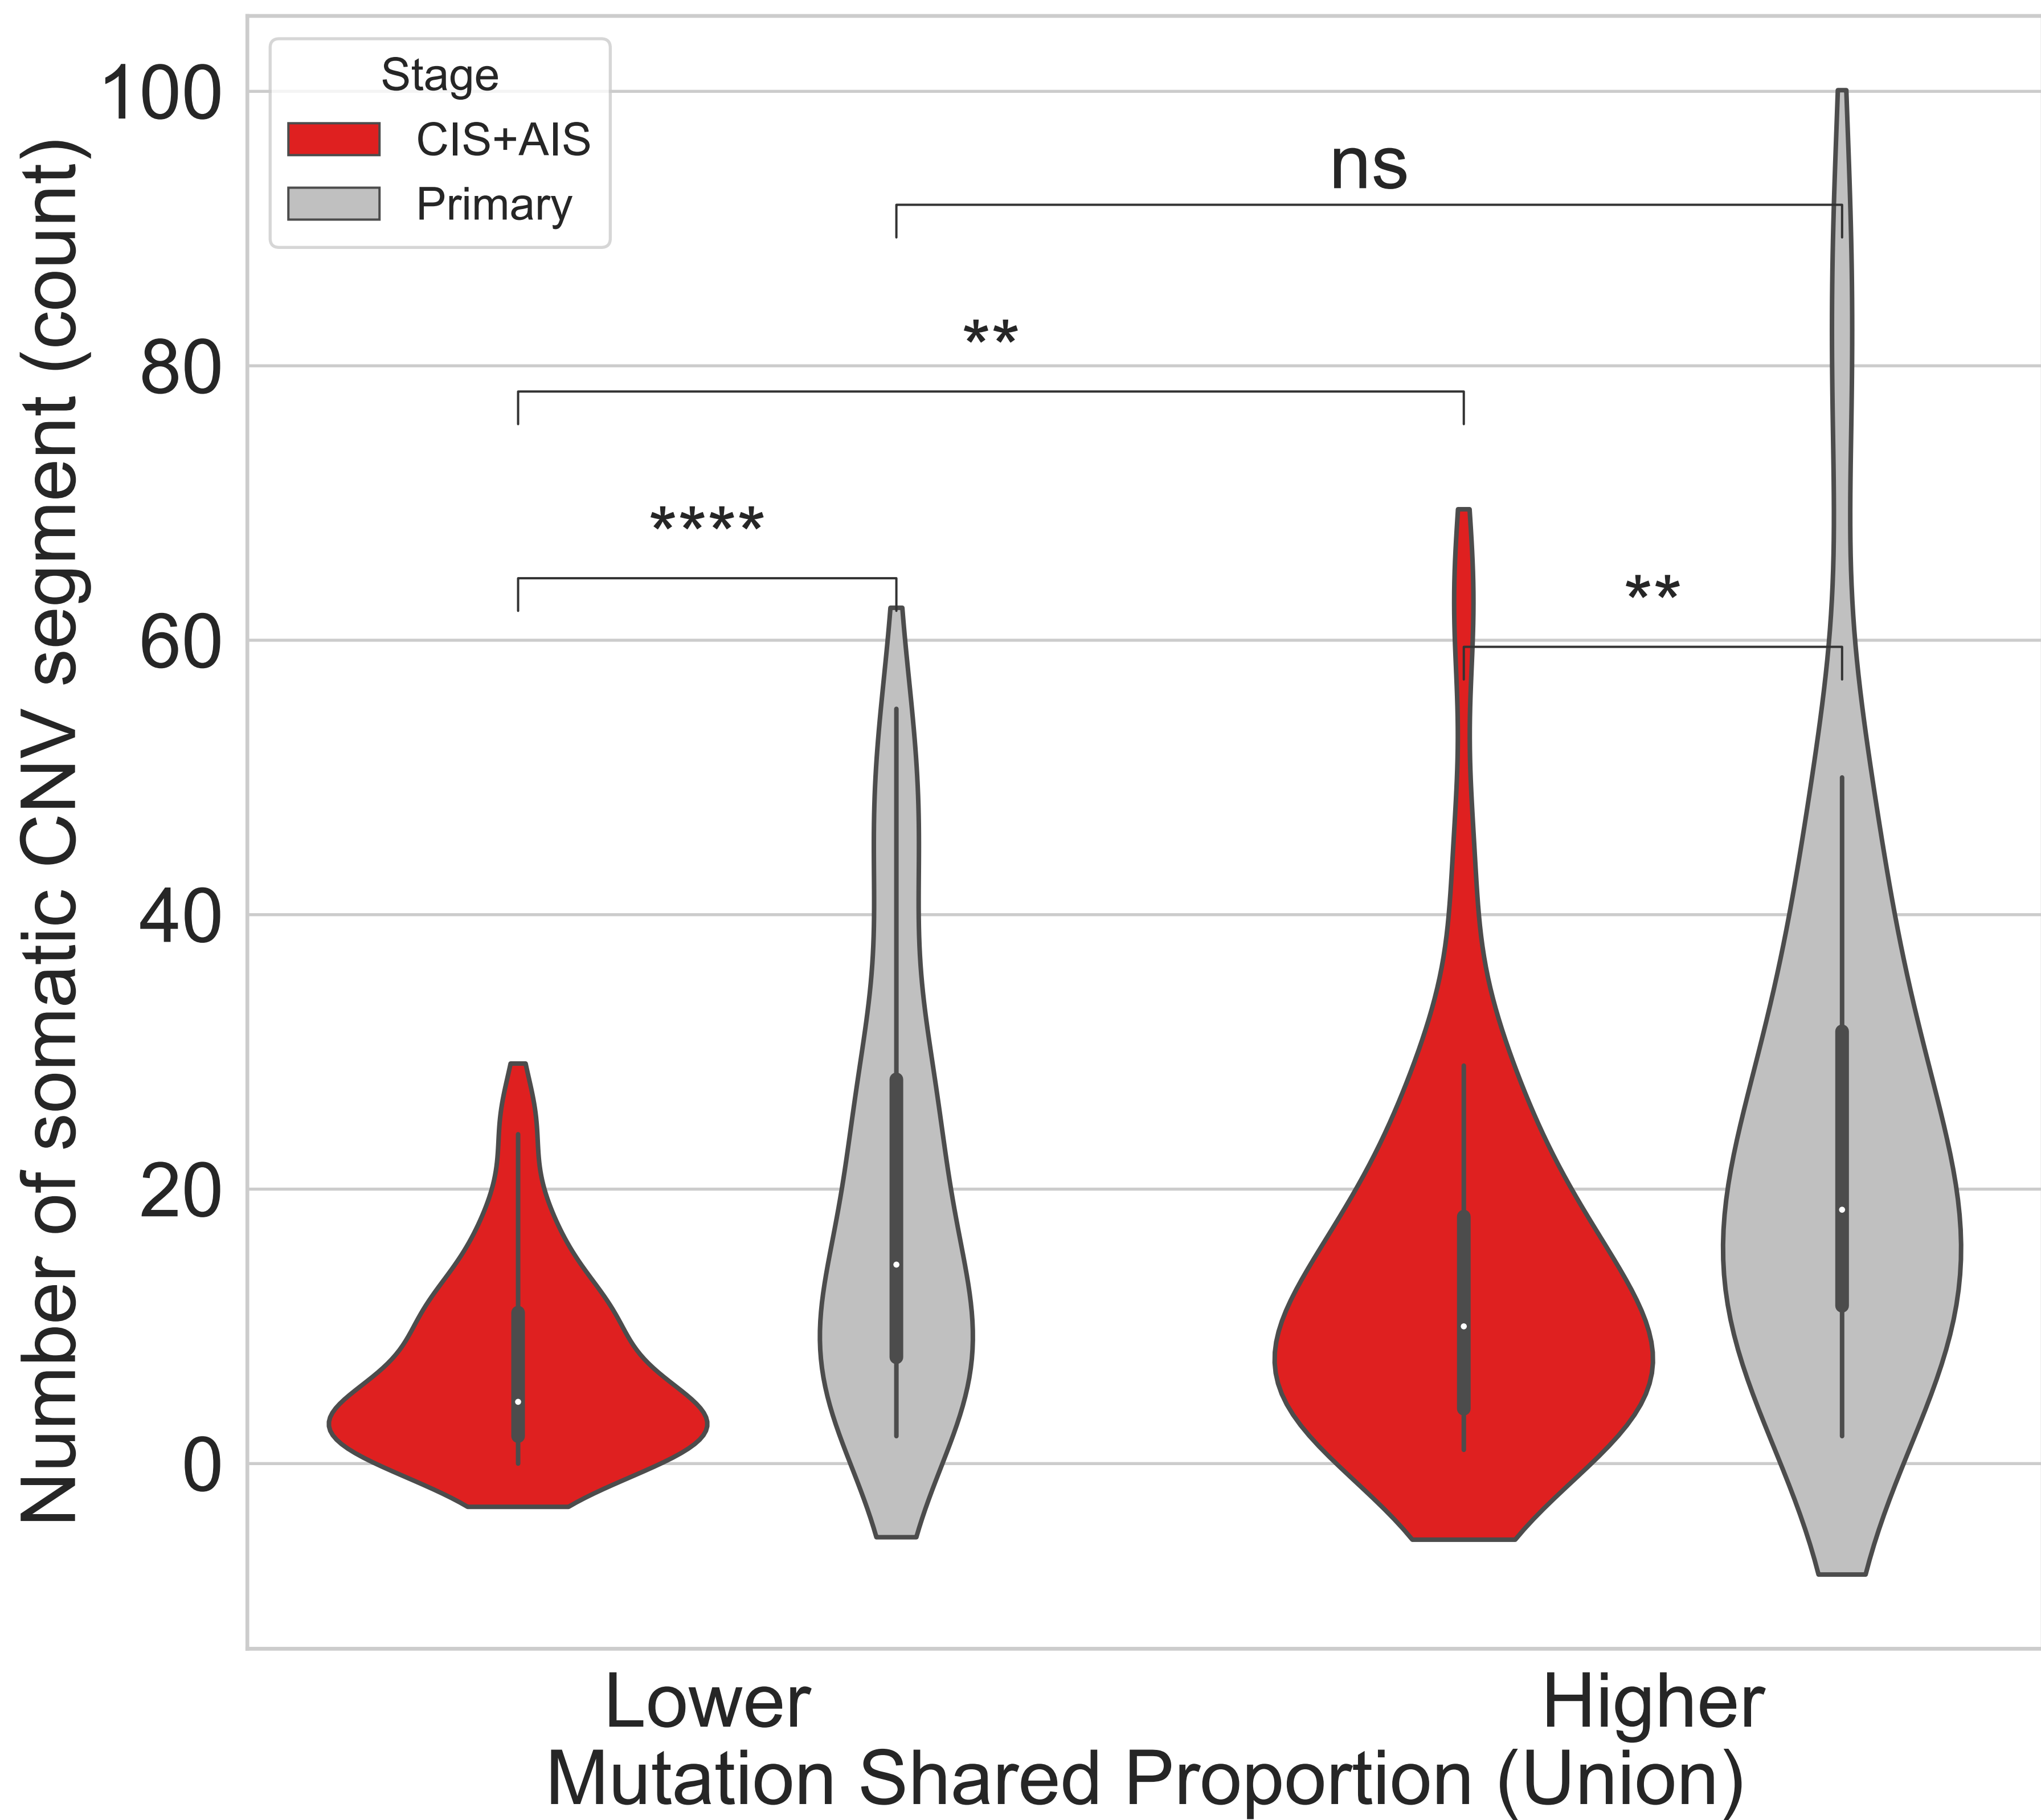 Number of somatic CNV segment (count)
100
80
60
40
20
0
Stage
CIS+AIS
Primary
ns
**
****
**
Lower
Higher
Mutation Shared Proportion (Union)